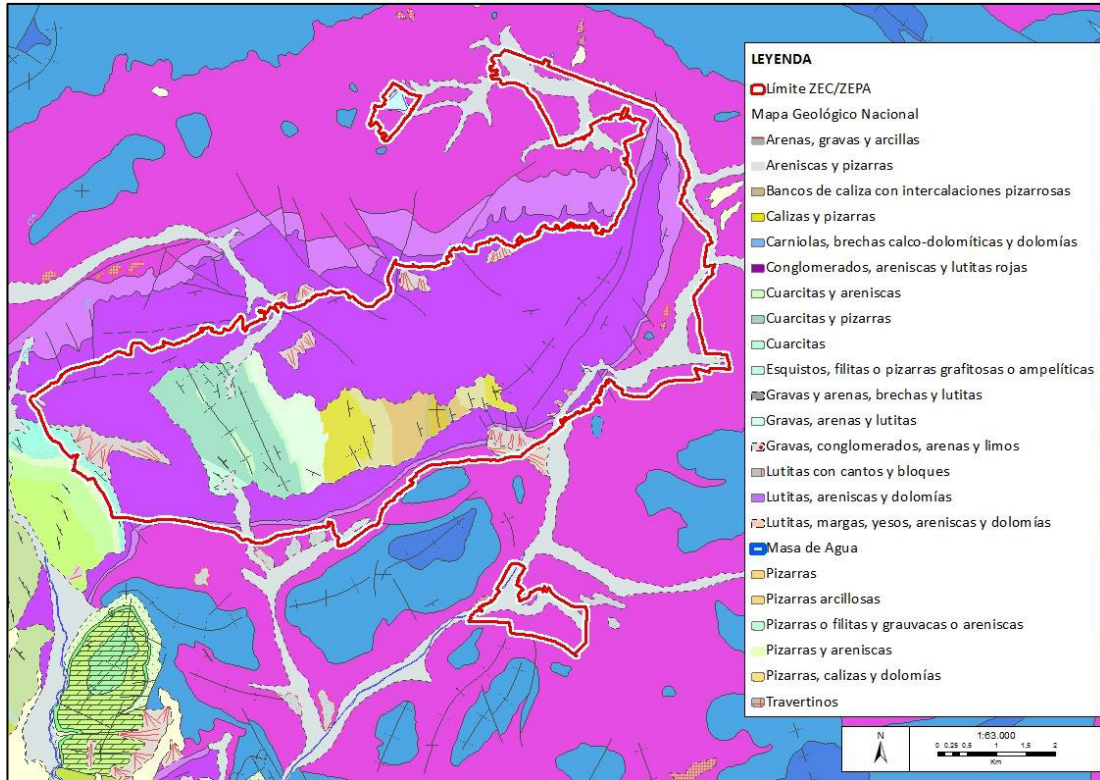 LEYENDA
Límite ZEC/ZEPA
Mapa Geológico Nacional
Arenas, gravas y arcillas
Areniscas y pizarras
Bancos de caliza con intercalaciones pizarrosas
Calizas y pizarras
Carniolas, brechas calco-dolomíticas y dolomías
Conglomerados, areniscas y lutitas rojas
Cuarcitas y areniscas
Cuarcitas y pizarras
Cuarcitas
Esquistos, filitas o pizarras grafitosas o ampelíticas
Gravas y arenas, brechas y lutitas
Gravas, arenas y lutitas
Gravas, conglomerados, arenas y limos
Lutitas con cantos y bloques
Lutitas, areniscas y dolomías
Lutitas, margas, yesos, areniscas y dolomías
Masa de Agua
Pizarras
Pizarras arcillosas
Pizarras o filitas y grauvacas o areniscas
Pizarras y areniscas
Pizarras, calizas y dolomías
Travertinos
N
1:63.000
0 0,25 0,5 1 1,5 2
Km